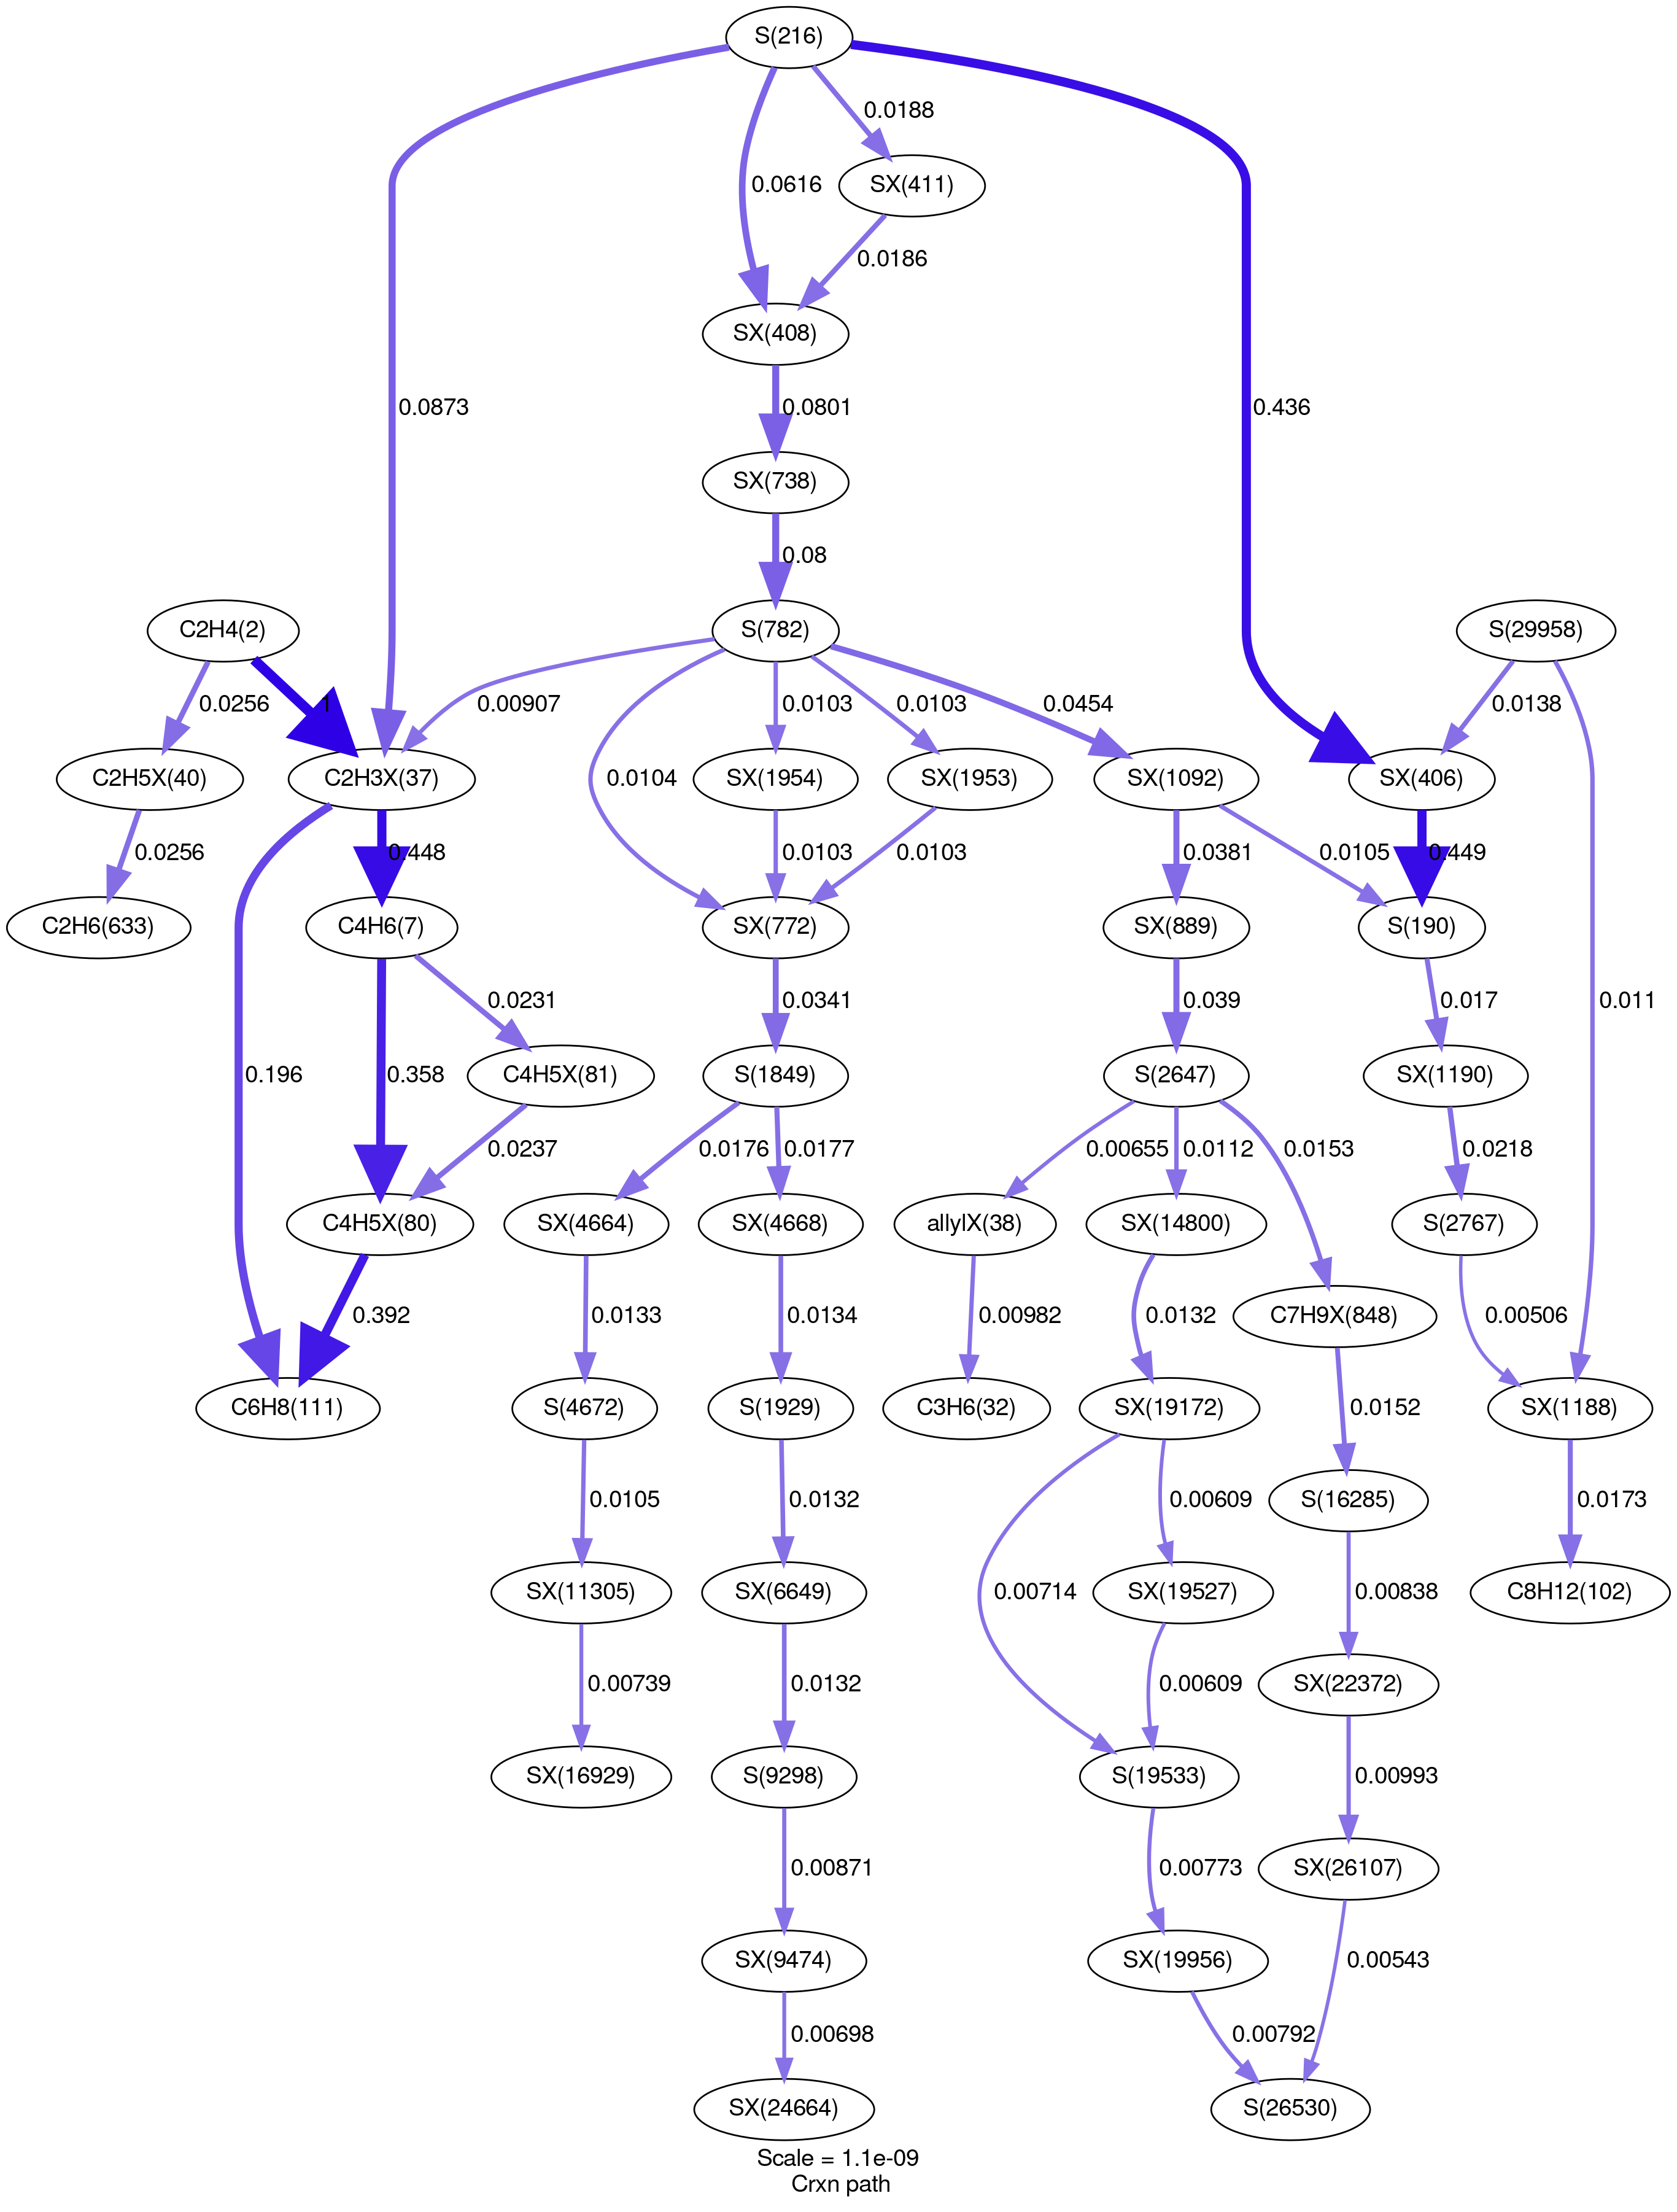 S(216)
0.0188
SX(411)
0.0616
0.0186
SX(408)
0.0873
0.0801
0.436
SX(738)
0.08
C2H4(2)
S(782)
S(29958)
0.0256
1
0.00907
0.0103
0.0103
0.0454
0.0138
C2H5X(40)
C2H3X(37)
0.0104
SX(1954)
SX(1953)
SX(1092)
SX(406)
0.0256
0.448
0.0103
0.0103
0.0381
0.0105
0.449
C2H6(633)
C4H6(7)
SX(772)
SX(889)
S(190)
0.0231
0.0341
0.039
0.017
0.011
0.196
0.358
C4H5X(81)
S(1849)
S(2647)
SX(1190)
0.0237
0.0176
0.0177
0.00655
0.0112
0.0153
0.0218
C4H5X(80)
SX(4664)
SX(4668)
allylX(38)
SX(14800)
S(2767)
0.392
0.0133
0.0134
0.00982
0.0132
C7H9X(848)
0.00506
C6H8(111)
S(4672)
S(1929)
C3H6(32)
SX(19172)
0.0152
SX(1188)
0.0105
0.0132
0.00609
S(16285)
0.0173
SX(11305)
SX(6649)
0.00714
SX(19527)
0.00838
C8H12(102)
0.00739
0.0132
0.00609
SX(22372)
SX(16929)
S(9298)
S(19533)
0.00993
0.00871
0.00773
SX(26107)
SX(9474)
SX(19956)
0.00543
0.00698
0.00792
SX(24664)
S(26530)
Scale = 1.1e-09
Crxn path